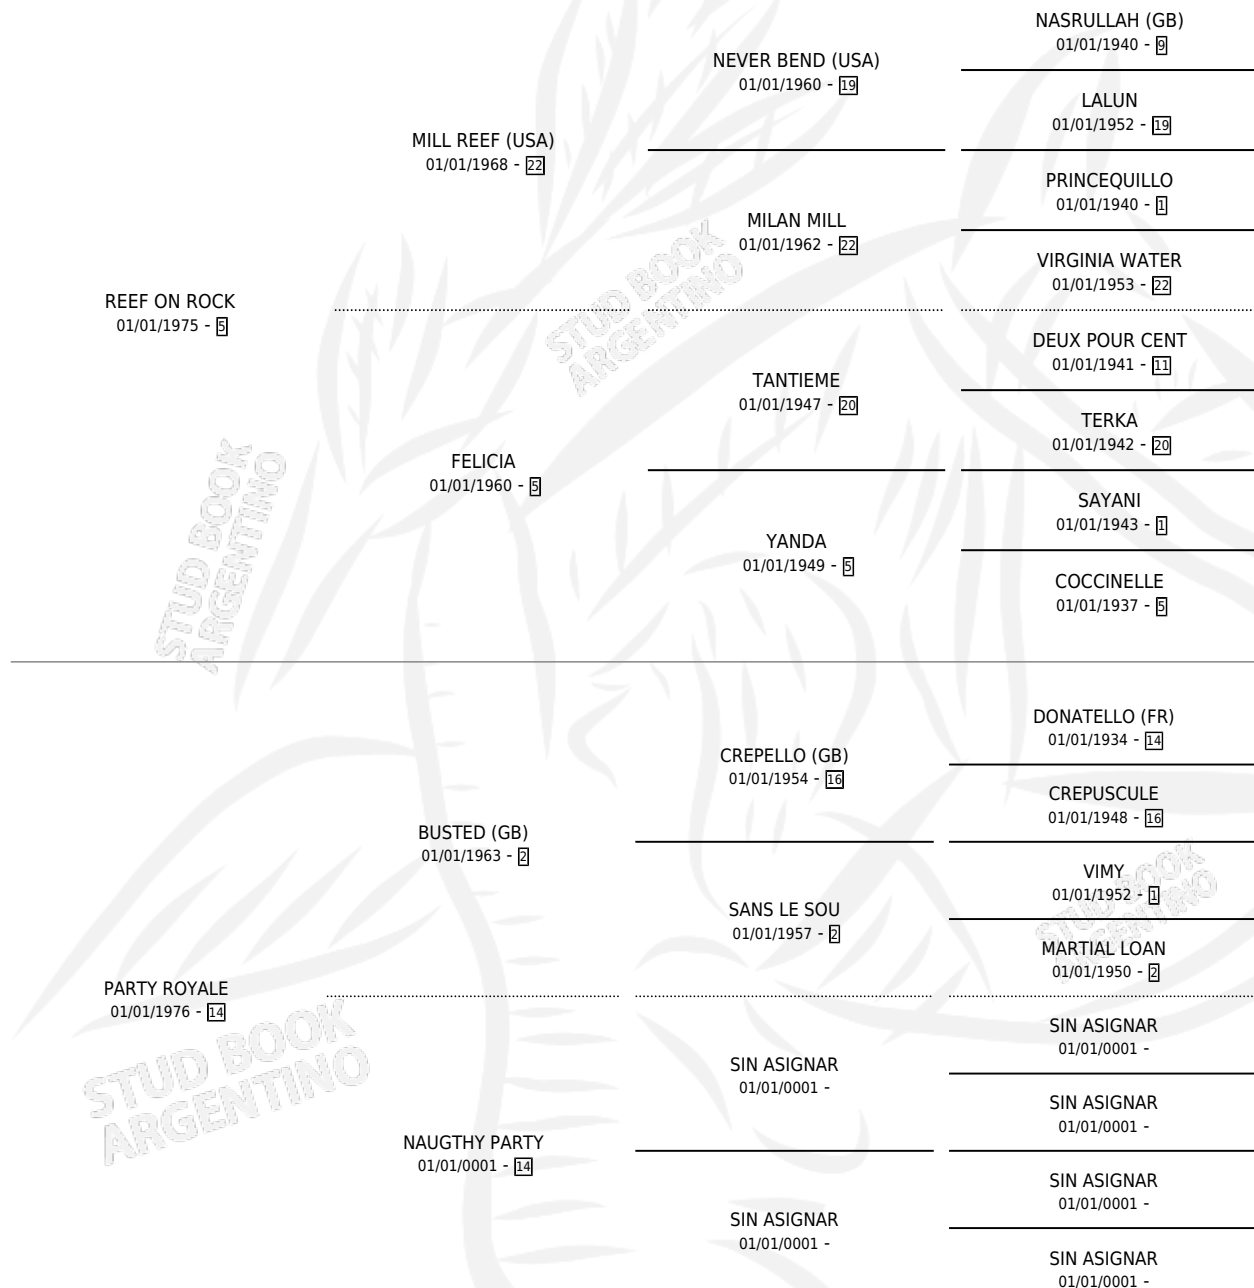 NASRULLAH (GB)
01/01/1940 - 9
NEVER BEND (USA)
01/01/1960 - 19
LALUN
01/01/1952 - 19
MILL REEF (USA)
01/01/1968 - 22
PRINCEQUILLO
01/01/1940 - 1
MILAN MILL
01/01/1962 - 22
VIRGINIA WATER
01/01/1953 - 22
REEF ON ROCK
01/01/1975 - 5
STUD BOOK
ARGENTINO
DEUX POUR CENT
01/01/1941 - 11
TANTIEME
01/01/1947 - 20
TERKA
01/01/1942 - 20
FELICIA
01/01/1960 - 5
SAYANI
01/01/1943 - 1
YANDA
01/01/1949 - 5
COCCINELLE
01/01/1937 - 5
STUD BOOK
ARGENTINO
DONATELLO (FR)
01/01/1934 - 14
CREPELLO (GB)
01/01/1954 - 16
CREPUSCULE
01/01/1948 - 16
BUSTED (GB)
01/01/1963 - 2
VIMY
01/01/1952 - 1
SANS LE SOU
01/01/1957 - 2
MARTIAL LOAN
01/01/1950 - 2
STUD BOOK
ARGENTINO
PARTY ROYALE
01/01/1976 - 14
STUD BOOK
ARGENTINO
SIN ASIGNAR
01/01/0001 -
SIN ASIGNAR
01/01/0001 -
SIN ASIGNAR
01/01/0001 -
NAUGTHY PARTY
01/01/0001 - 14
SIN ASIGNAR
01/01/0001 -
SIN ASIGNAR
01/01/0001 -
SIN ASIGNAR
01/01/0001 -